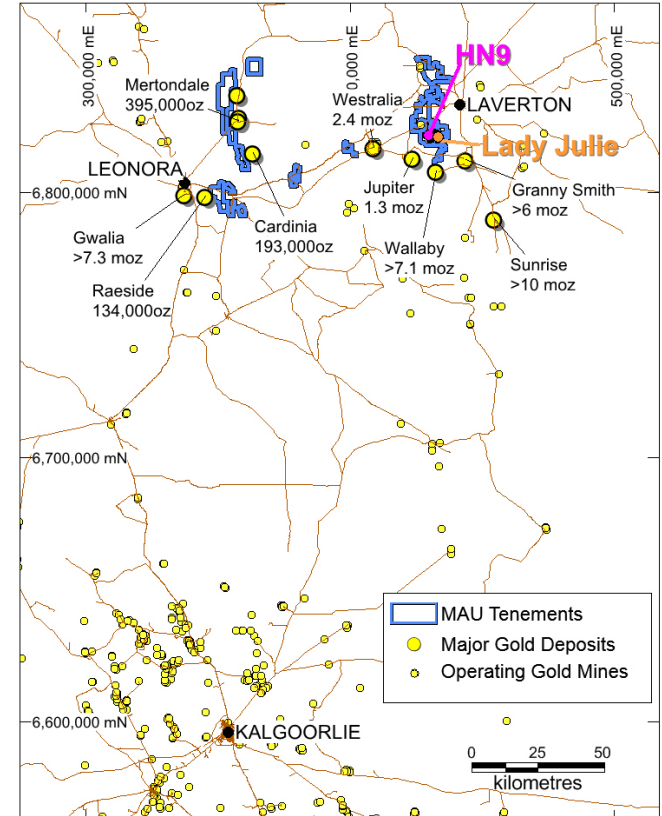 300,000 mE
0,000 mE
500,000 mE
HN9
Mertondale
395,000oz
Westralia
2.4 moz
LAVERTON
Lady Julie
LEONORA
6,800,000 mN
Jupiter
1.3 moz
Granny Smith
>6 moz
Cardinia
193,000oz
Gwalia
>7.3 moz
Wallaby
>7.1 moz
Sunrise
>10 moz
Raeside
134,000oz
6,700,000 mN
MAU Tenements
Major Gold Deposits
Operating Gold Mines
6,600,000 mN
KALGOORLIE
0 25 50
kilometres